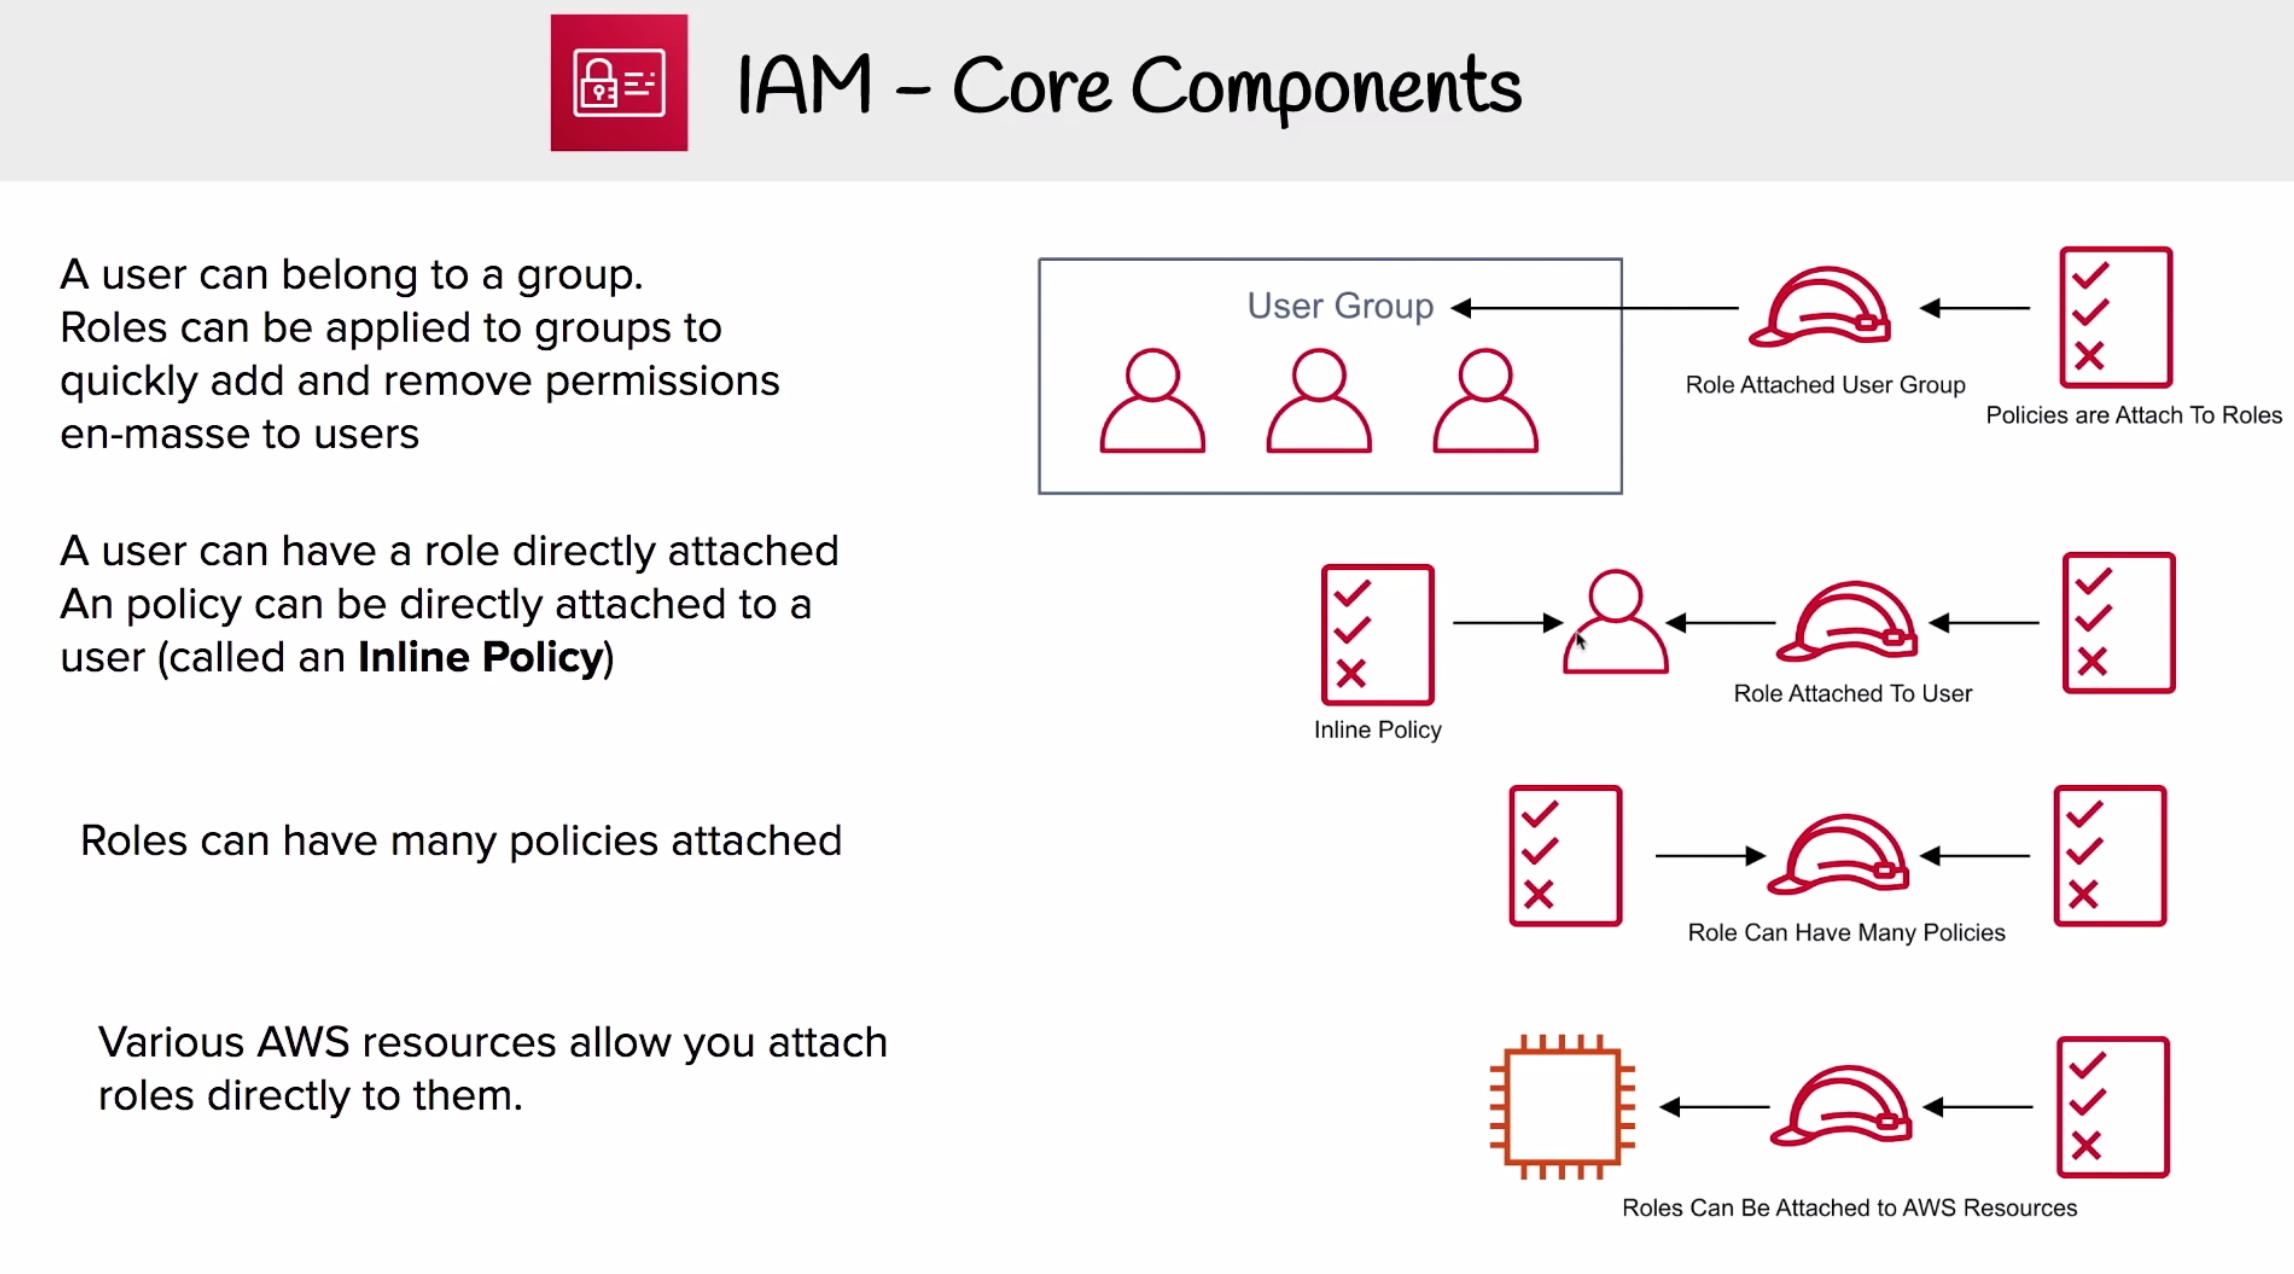 IAM – Core Components
A user can belong to a group.
Roles can be applied to groups to
quickly add and remove permissions
en-masse to users
User Group
Role Attached User Group
Policies are Attach To Roles
A user can have a role directly attached
An policy can be directly attached to a
user (called an Inline Policy)
Inline Policy
Role Attached To User
Roles can have many policies attached
Role Can Have Many Policies
Various AWS resources allow you attach
roles directly to them.
Roles Can Be Attached to AWS Resources